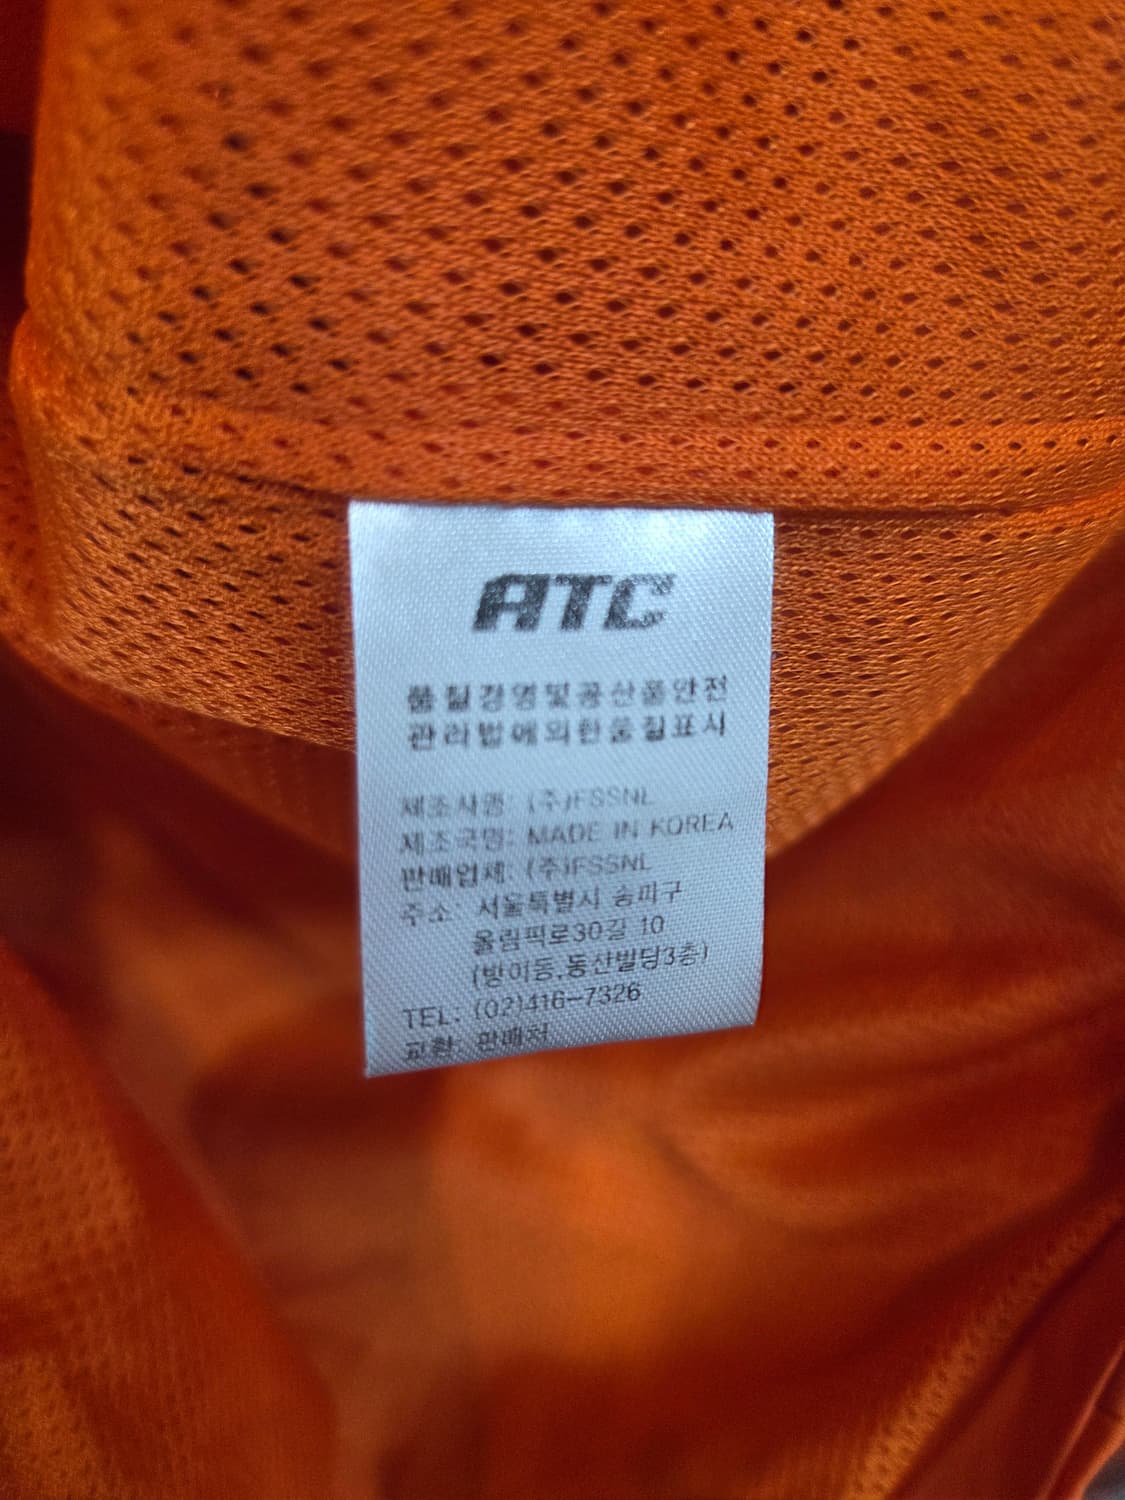 ATC
품질경영및공산품안전
관리법에의한품질표시
제조사명: (주)FSSNL
제조국명: MADE IN KOREA
판매업체: (주)FSSNL
주소: 서울특별시 송파구
올림픽로30길 10
(방이동,동산빌딩3층)
TEL: (02)416-7326
교환: 판매처